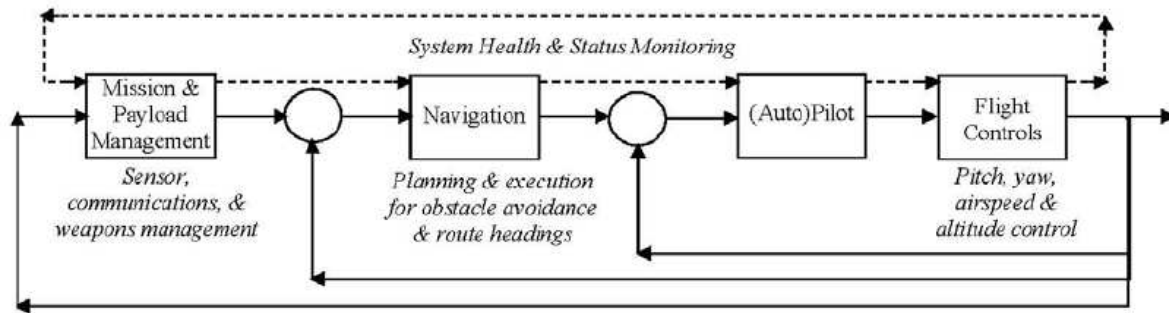 System Health & Status Monitoring
Mission &
Payload
Management
Navigation
(Auto)Pilot
Flight
Controls
Sensor,
communications, &
weapons management
Planning & execution
for obstacle avoidance
& route headings
Pitch, yaw,
airspeed &
altitude control